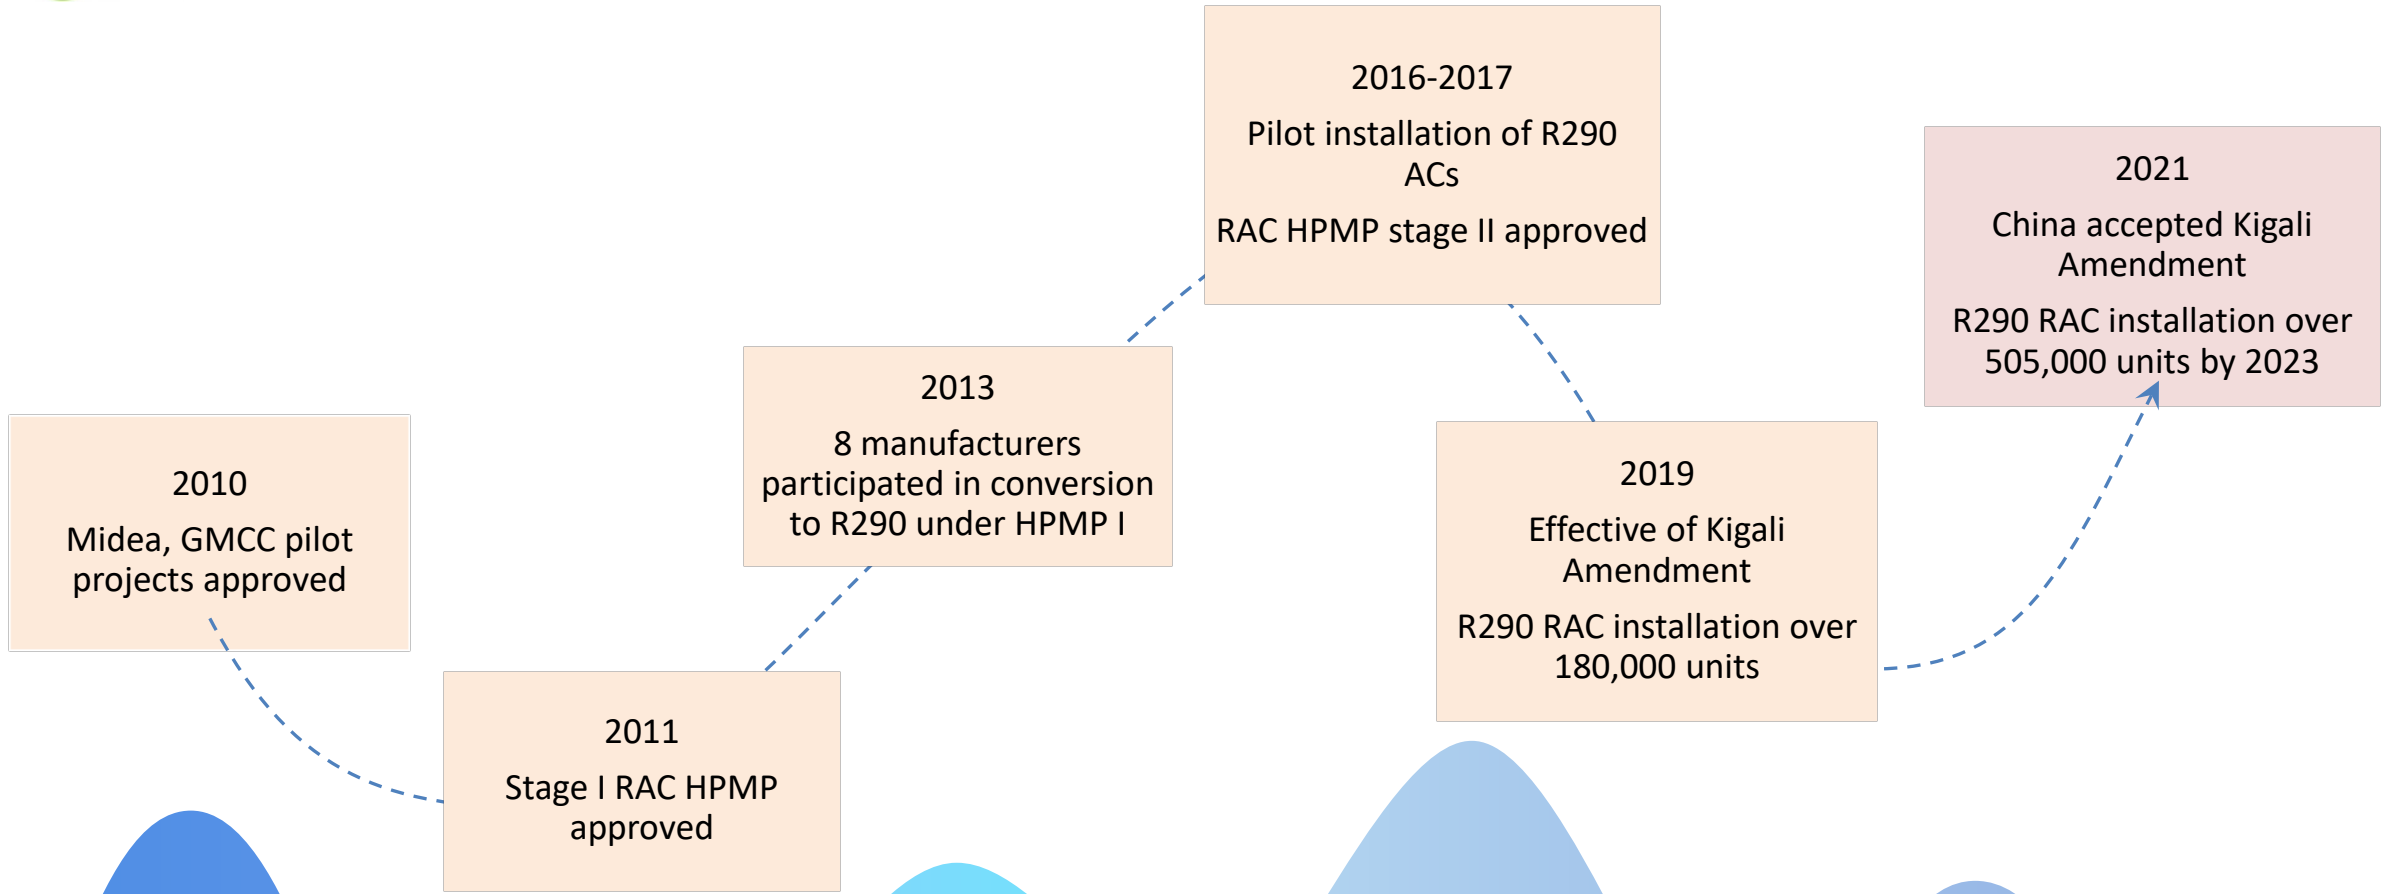 2010
Midea, GMCC pilot
projects approved
2011
Stage I RAC HPMP
approved
2013
8 manufacturers
participated in conversion
to R290 under HPMP I
2016-2017
Pilot installation of R290
ACs
RAC HPMP stage II approved
2019
Effective of Kigali
Amendment
R290 RAC installation over
180,000 units
2021
China accepted Kigali
Amendment
R290 RAC installation over
505,000 units by 2023